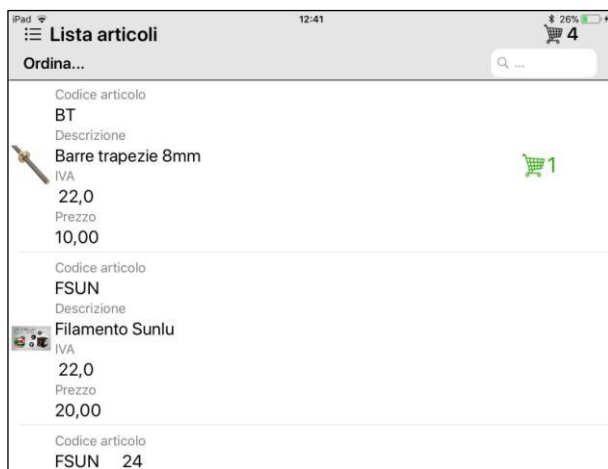 iPad 12:41 26%
Lista articoli 4
Ordina... ...
Codice articolo
BT
Descrizione
Barre trapezie 8mm 1
IVA
22,0
Prezzo
10,00
Codice articolo
FSUN
Descrizione
Filamento Sunlu
IVA
22,0
Prezzo
20,00
Codice articolo
FSUN 24